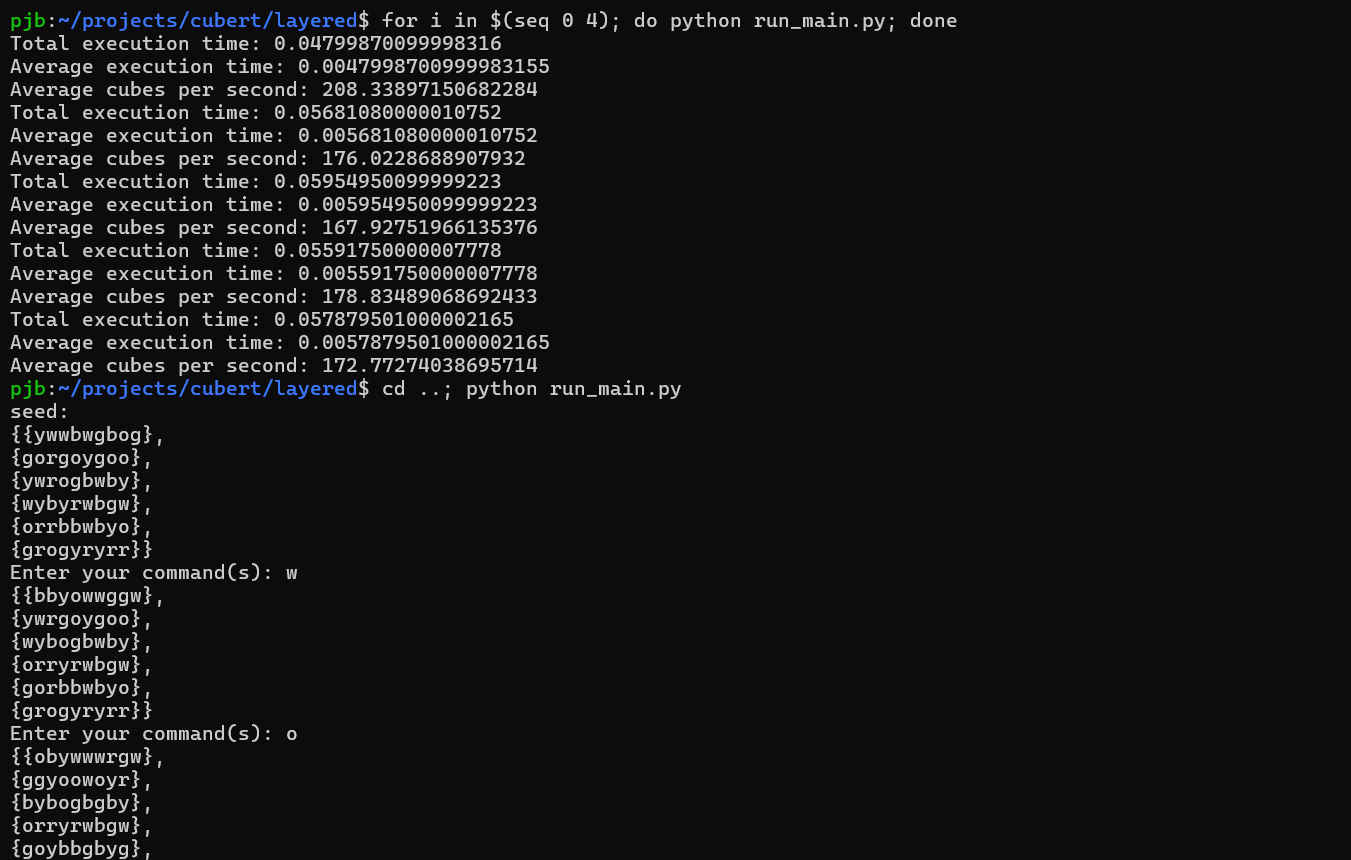 pjb:~/projects/cubert/layered$ for i in $(seq 0 4); do python run_main.py; done
Total execution time: 0.04799870099998316
Average execution time: 0.0047998700999983155
Average cubes per second: 208.33897150682284
Total execution time: 0.05681080000010752
Average execution time: 0.005681080000010752
Average cubes per second: 176.0228688907932
Total execution time: 0.05954950099999223
Average execution time: 0.005954950099999223
Average cubes per second: 167.92751966135376
Total execution time: 0.05591750000007778
Average execution time: 0.005591750000007778
Average cubes per second: 178.83489068692433
Total execution time: 0.057879501000002165
Average execution time: 0.0057879501000002165
Average cubes per second: 172.77274038695714
pjb:~/projects/cubert/layered$ cd ..; python run_main.py
seed:
{{ywwbwgbog},
{gorgoygoo},
{ywrogbwby},
{wybyrwbgw},
{orrbbwbyo},
{grogyryrr}}
Enter your command(s): w
{{bbyowwggw},
{ywrgoygoo},
{wybogbwby},
{orryrwbgw},
{gorbbwbyo},
{grogyryrr}}
Enter your command(s): o
{{obywwwrgw},
{ggyoowoyr},
{bybogbgby},
{orryrwbgw},
{goybbgbyg},